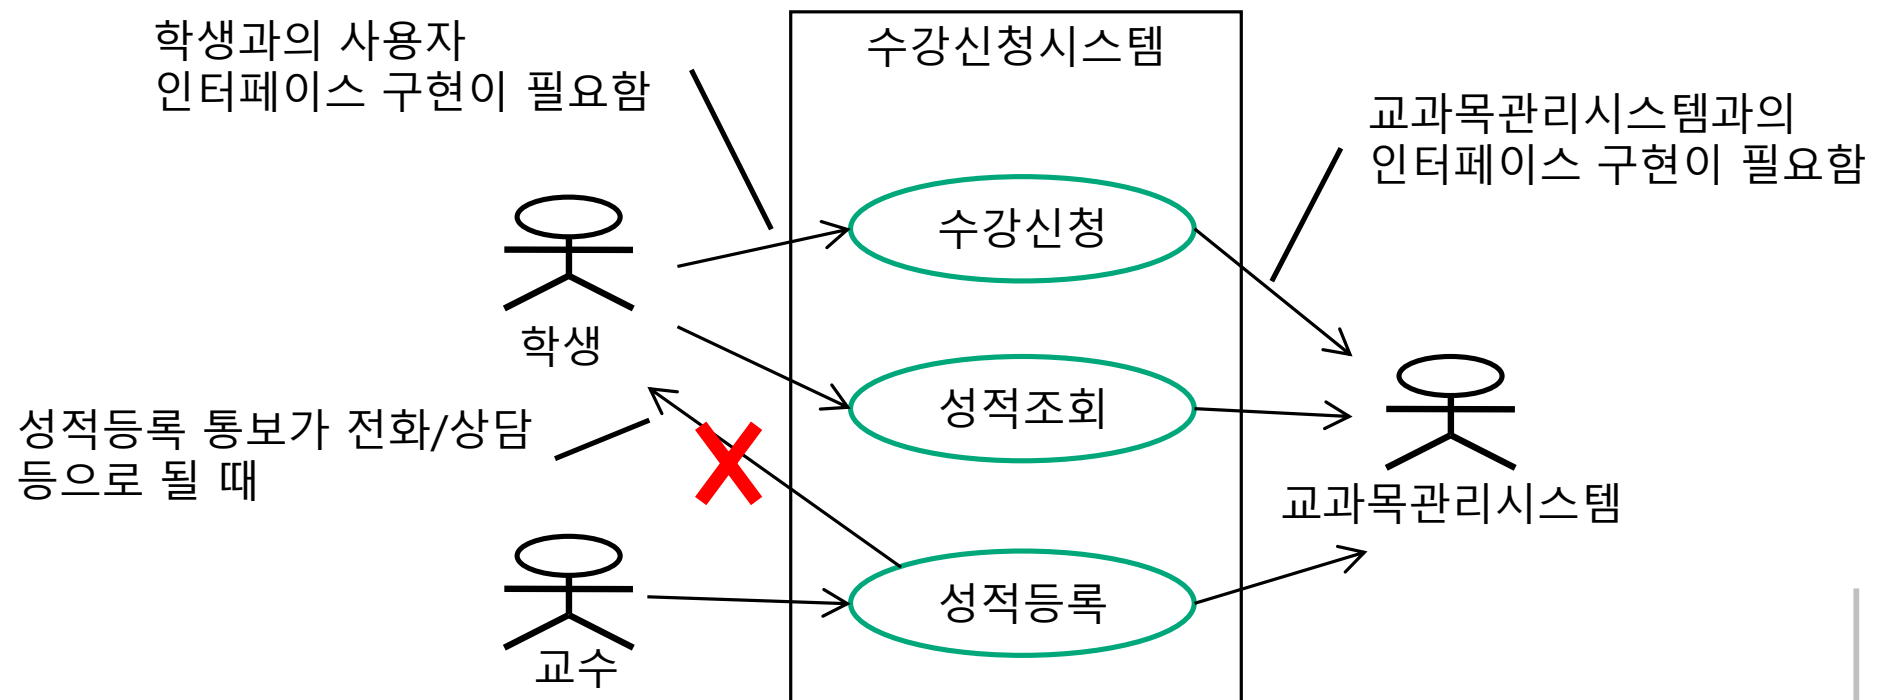 학생과의 사용자
인터페이스 구현이 필요함
수강신청시스템
교과목관리시스템과의
인터페이스 구현이 필요함
수강신청
학생
성적조회
성적등록 통보가 전화/상담
등으로 될 때
교과목관리시스템
성적등록
교수